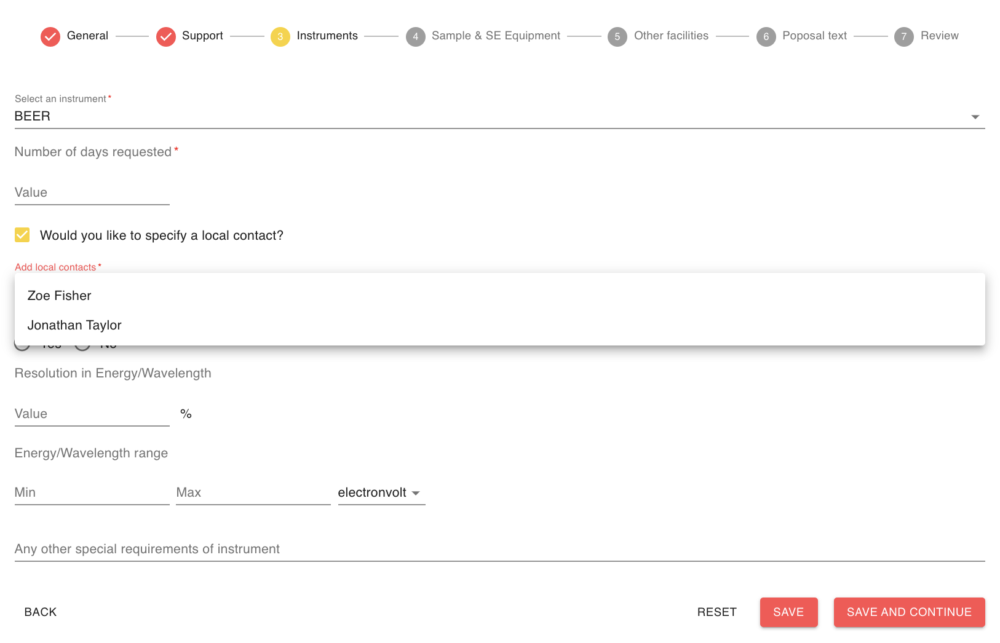 General Support 3 Instruments 4 Sample & SE Equipment 5 Other facilities 6 Poposal text 7 Review
Select an instrument*
BEER
Number of days requested*
Value
Would you like to specify a local contact?
Add local contacts*
Zoe Fisher
Jonathan Taylor
Yes No
Resolution in Energy/Wavelength
Value %
Energy/Wavelength range
Min Max electronvolt
Any other special requirements of instrument
BACK RESET SAVE SAVE AND CONTINUE